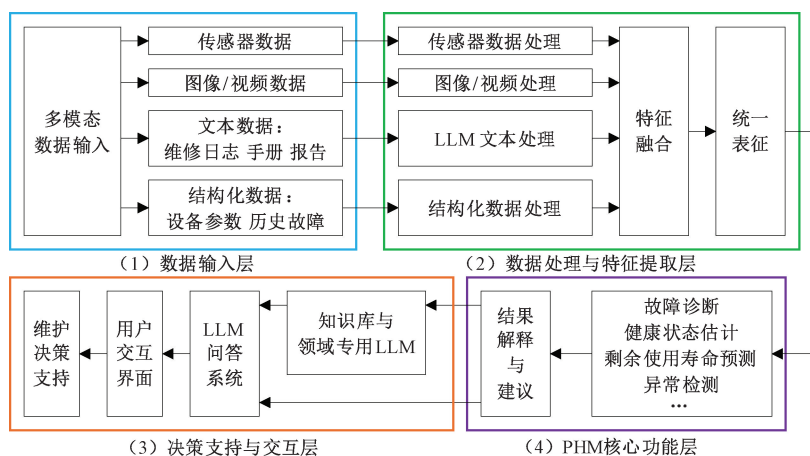 多模态
数据输入
传感器数据
图像/视频数据
文本数据：
维修日志 手册 报告
结构化数据：
设备参数 历史故障
（1）数据输入层
传感器数据处理
图像/视频处理
LLM 文本处理
结构化数据处理
特征
融合
统一
表征
（2）数据处理与特征提取层
维护
决策
支持
用户
交互
界面
LLM
问答
系统
知识库与
领域专用LLM
（3）决策支持与交互层
结果
解释
与
建议
故障诊断
健康状态估计
剩余使用寿命预测
异常检测
...
（4）PHM核心功能层